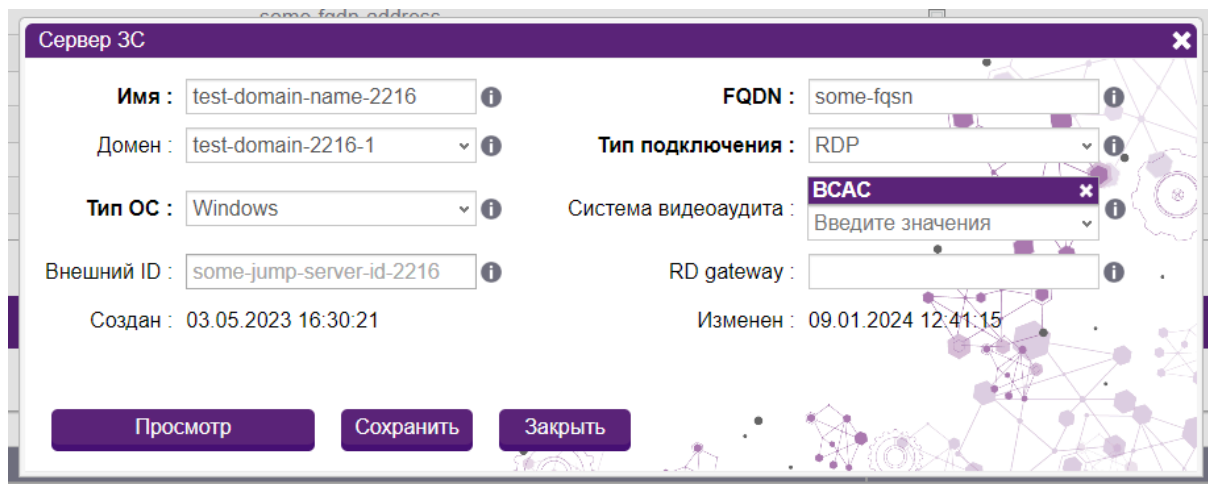 some-fqdn-address
Сервер ЗС
Имя : test-domain-name-2216 FQDN : some-fqsn
Домен : test-domain-2216-1 Тип подключения : RDP
Тип ОС : Windows Система видеоаудита : ВСАС
Введите значения
Внешний ID : some-jump-server-id-2216 RD gateway :
Создан : 03.05.2023 16:30:21 Изменен : 09.01.2024 12:41:15
Просмотр Сохранить Закрыть